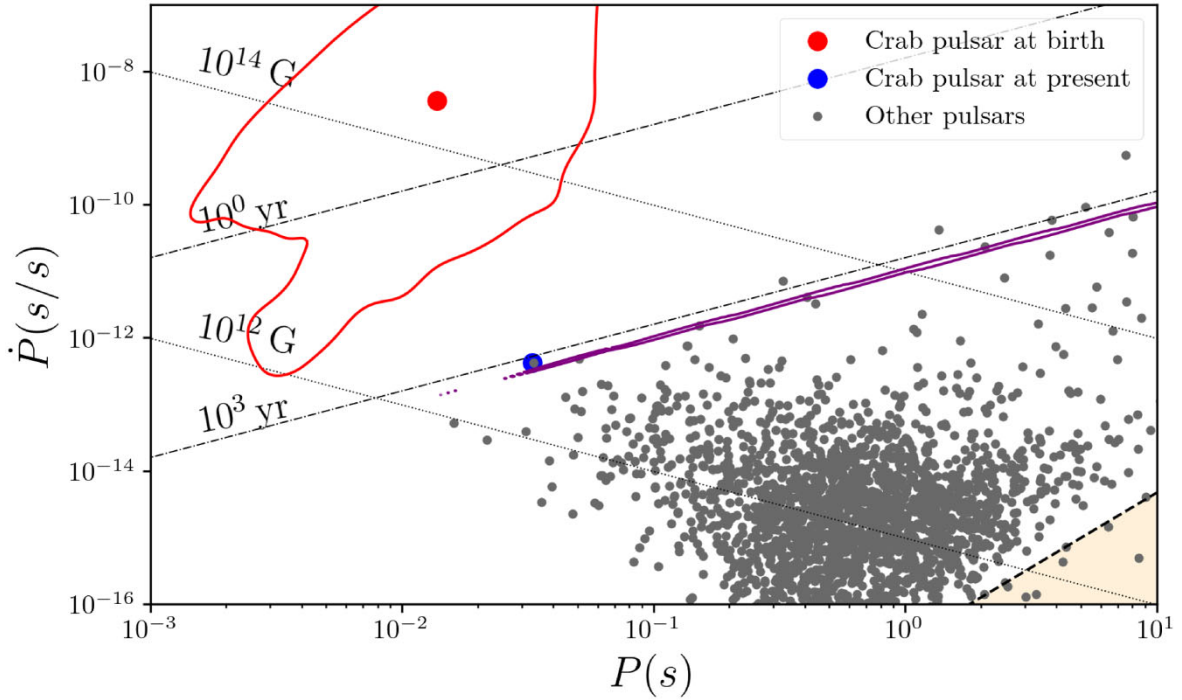 Crab pulsar at birth
Crab pulsar at present
Other pulsars
10^14 G
10^0 yr
10^12 G
10^3 yr
Ṗ(s/s)
10^−8
10^−10
10^−12
10^−14
10^−16
10^−3
10^−2
10^−1
10^0
10^1
P(s)